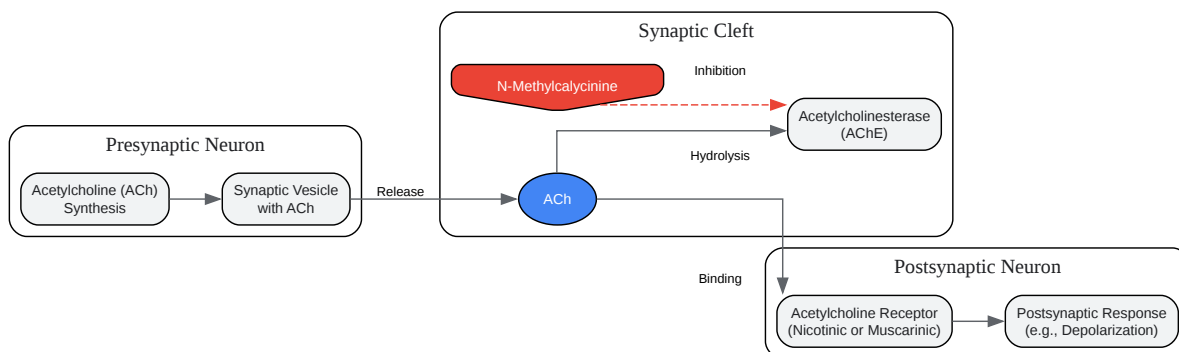 Synaptic Cleft
N-Methylcalycinine
Inhibition
Acetylcholinesterase
(AChE)
Hydrolysis
Presynaptic Neuron
Acetylcholine (ACh)
Synthesis
Synaptic Vesicle
with ACh
Release
ACh
Binding
Postsynaptic Neuron
Acetylcholine Receptor
(Nicotinic or Muscarinic)
Postsynaptic Response
(e.g., Depolarization)